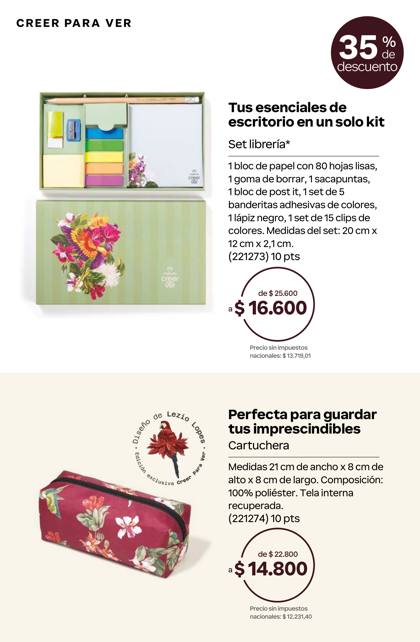 CREER PARA VER
35 %
de
descuento
Tus esenciales de
escritorio en un solo kit
Set librería*
1 bloc de papel con 80 hojas lisas,
1 goma de borrar, 1 sacapuntas,
1 bloc de post it, 1 set de 5
banderitas adhesivas de colores,
1 lápiz negro, 1 set de 15 clips de
colores. Medidas del set: 20 cm x
12 cm x 2,1 cm.
(221273) 10 pts
de $ 25.600
a $ 16.600
Precio sin impuestos
nacionales: $ 13.719,01
Diseño de Lezio Lopes
Edición exclusiva Creer Para Ver
Perfecta para guardar
tus imprescindibles
Cartuchera
Medidas 21 cm de ancho x 8 cm de
alto x 8 cm de largo. Composición:
100% poliéster. Tela interna
recuperada.
(221274) 10 pts
de $ 22.800
a $ 14.800
Precio sin impuestos
nacionales: $ 12.231,40